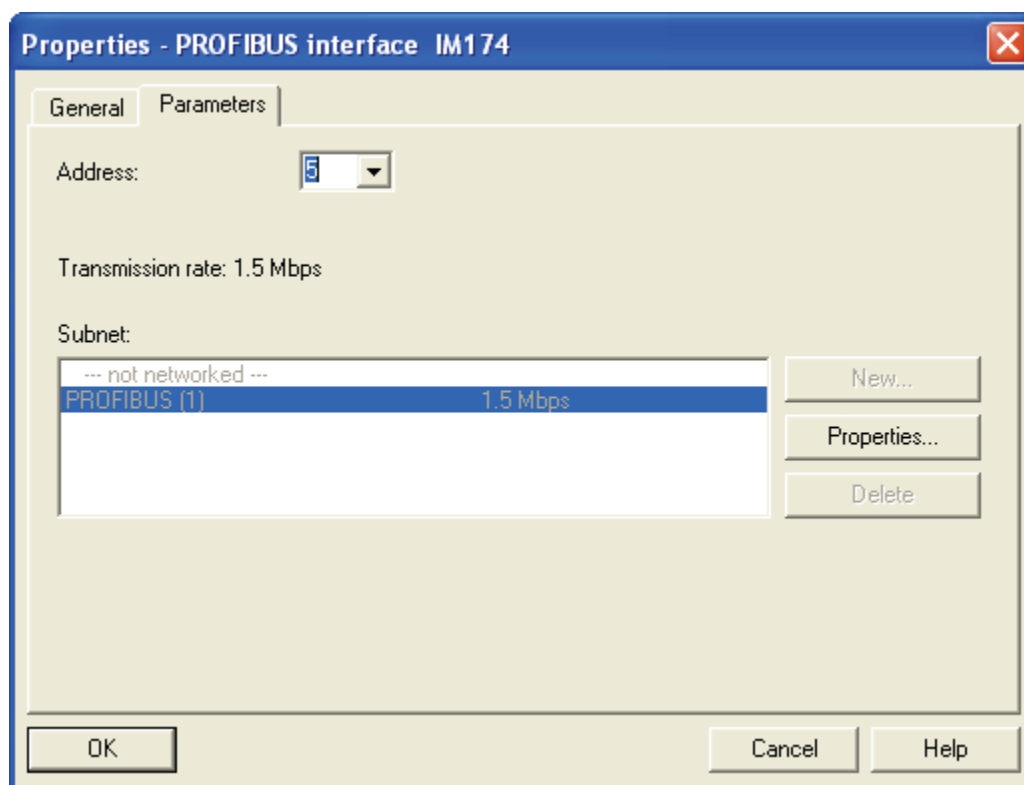 Properties - PROFIBUS interface  IM174
General Parameters
Address: 5
Transmission rate: 1.5 Mbps
Subnet:
--- not networked --- New...
PROFIBUS (1) 1.5 Mbps
Properties...
Delete
OK Cancel Help